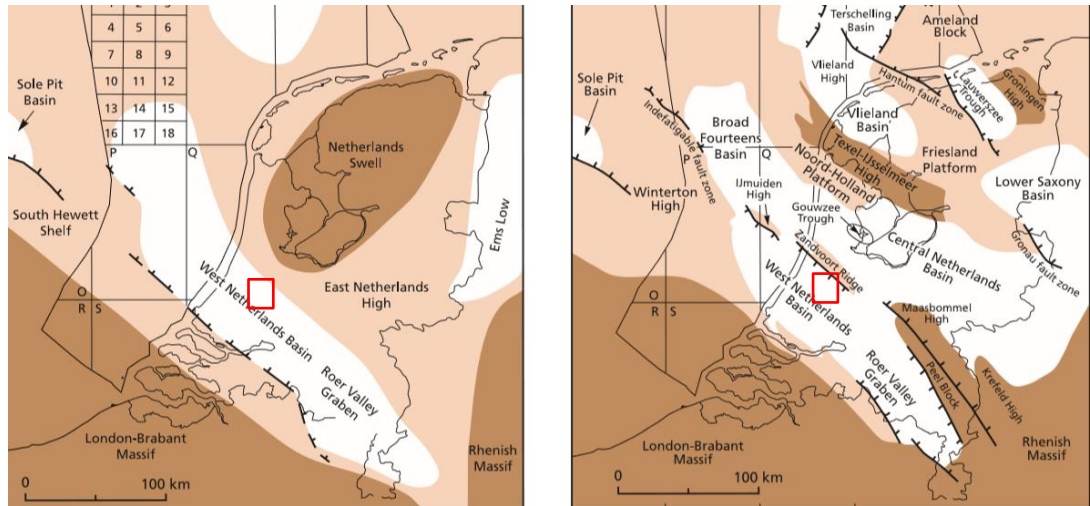 1 2 3
4 5 6
7 8 9
10 11 12
13 14 15
16 17 18
P
Q
Sole Pit
Basin
South Hewett
Shelf
Netherlands
Swell
Ems Low
West Netherlands Basin
East Netherlands
High
O
R S
Roer Valley
Graben
London-Brabant
Massif
Rhenish
Massif
0 100 km
Terschelling
Basin
Ameland
Block
Vlieland
High
Sole Pit
Basin
Hantum fault zone
Lauwerszee
Trough
Groningen
High
Indefatigable fault zone
Broad
Fourteens
Basin
Vlieland
Basin
P
Q
Texel-IJsselmeer
High
Friesland
Platform
Noord-Holland
Platform
Winterton
High
IJmuiden
High
Lower Saxony
Basin
Gouwzee
Trough
Zandvoort Ridge
Central Netherlands
Basin
Gronau fault zone
West Netherlands
Basin
O
R S
Maasbommel
High
Roer Valley
Graben
Peel Block
Krefeld High
London-Brabant
Massif
Rhenish
Massif
0 100 km